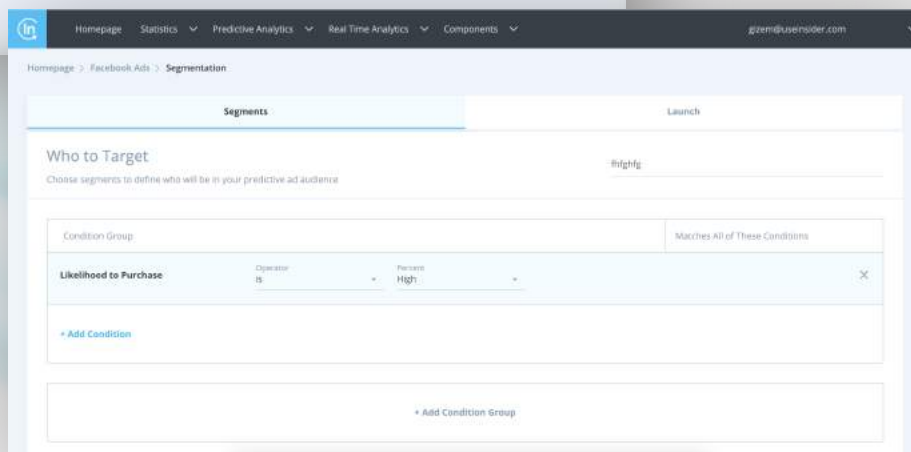 In
Homepage Statistics Predictive Analytics Real Time Analytics Components gizem@useinsider.com
Homepage > Facebook Ads > Segmentation
Segments Launch
Who to Target
fhfghfg
Choose segments to define who will be in your predictive ad audience
Condition Group Matches All of These Conditions
Operator Percent
Likelihoed to Purchase is High
+ Add Condition
+ Add Condition Group